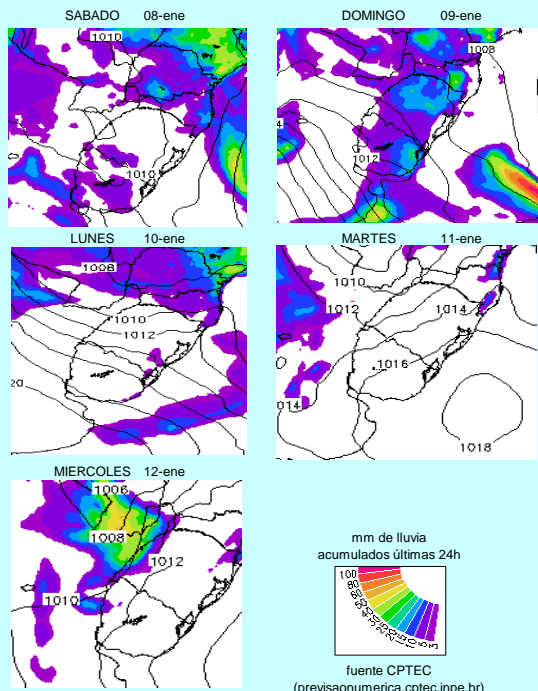 SABADO 08-ene
1010
1010
DOMINGO 09-ene
1008
1012
LUNES 10-ene
1008
1010
1012
20
MARTES 11-ene
1010
1012
1014
1016
1014
1018
MIERCOLES 12-ene
1006
1008
1012
1010
mm de lluvia
acumulados últimas 24h
100
fuente CPTEC
(previsaonumerica.cptec.inpe.br)